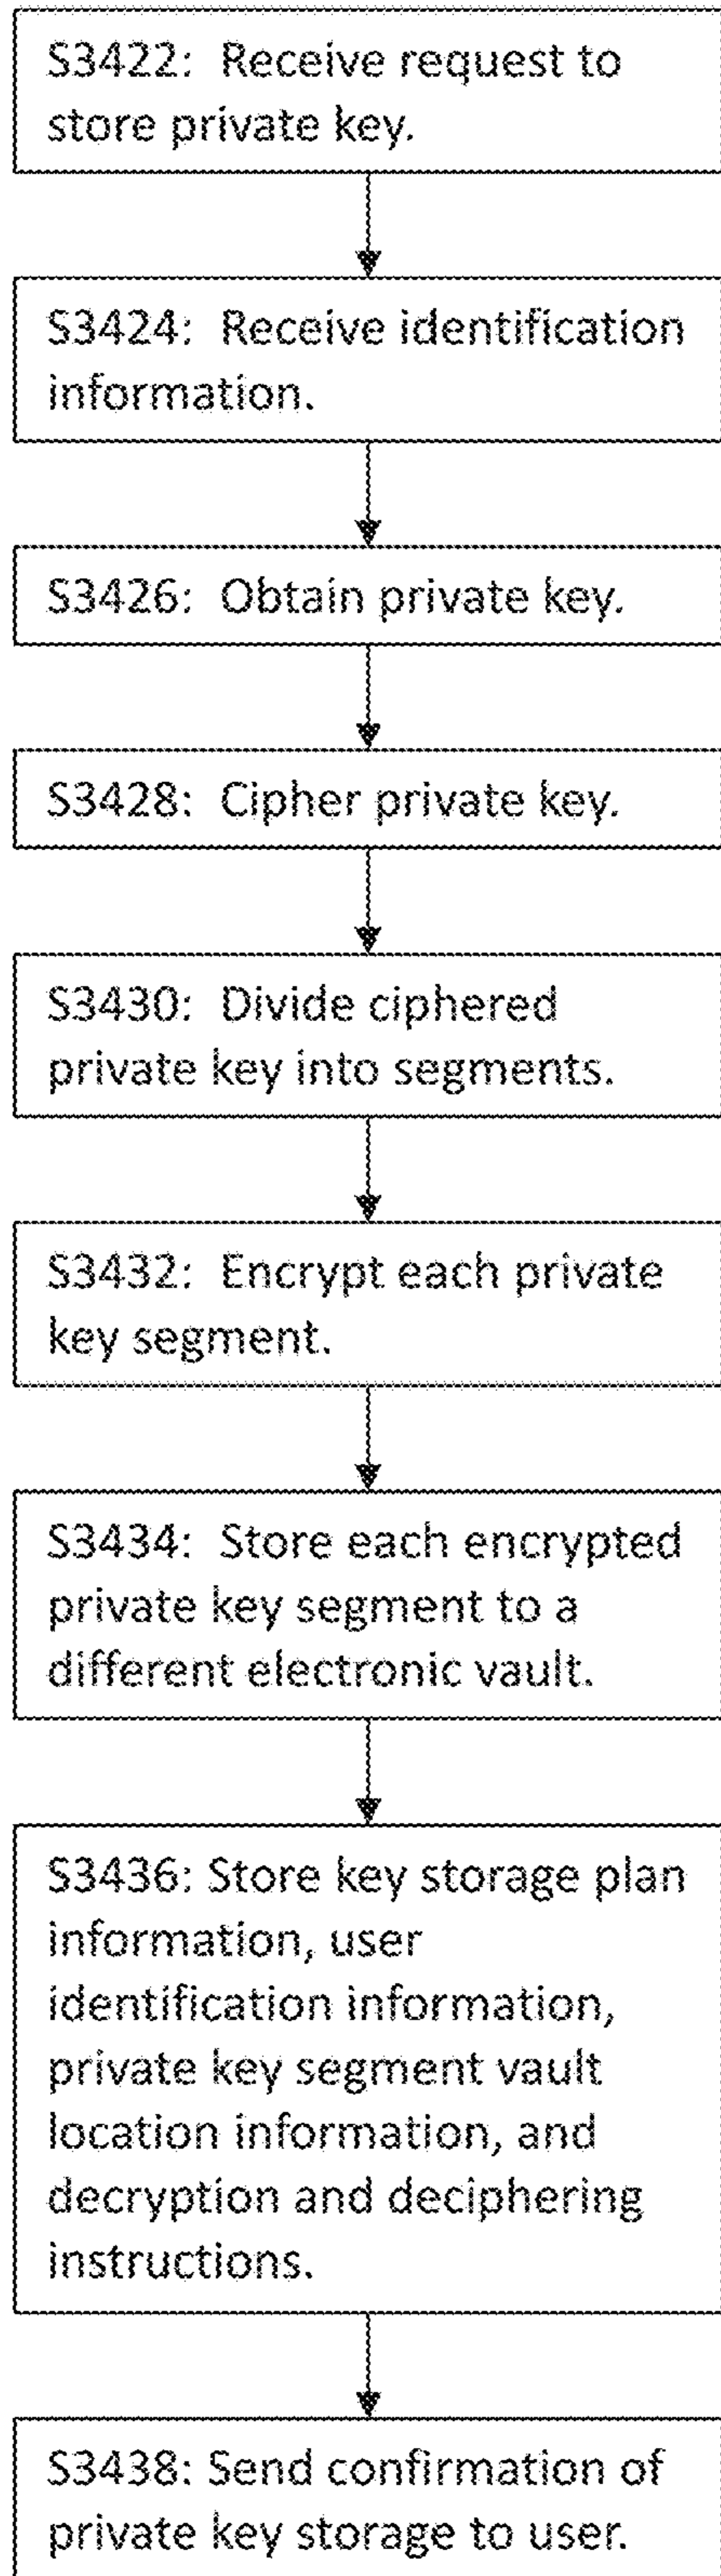 S3422: Receive request to
store private key.
S3424: Receive identification
information.
S3426: Obtain private key.
S3428: Cipher private key.
S3430: Divide ciphered
private key into segments.
S3432: Encrypt each private
key segment.
S3434: Store each encrypted
private key segment to a
different electronic vault.
S3436: Store key storage plan
information, user
identification information,
private key segment vault
location information, and
decryption and deciphering
instructions.
S3438: Send confirmation of
private key storage to user.